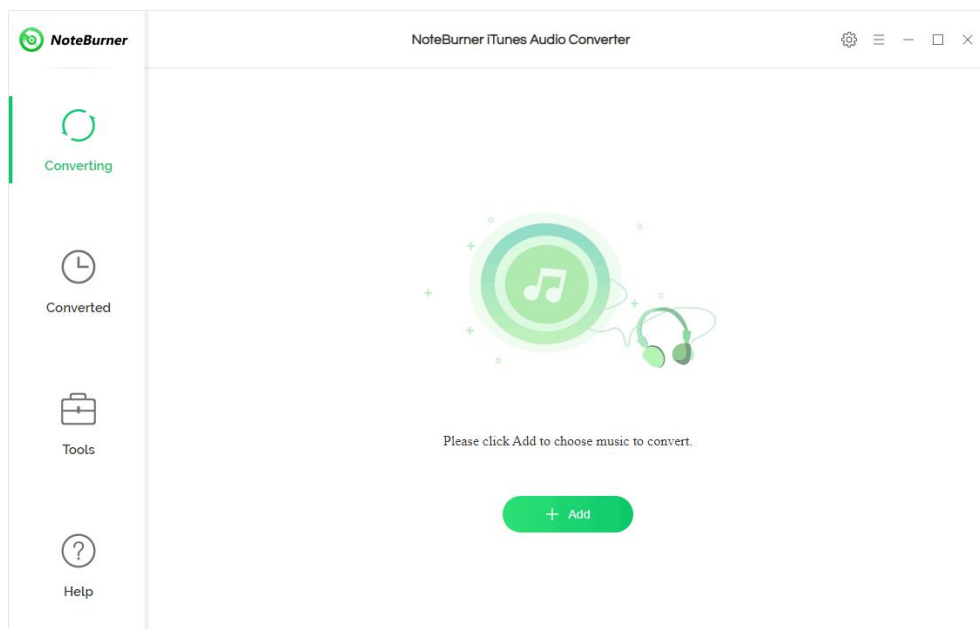 NoteBurner
NoteBurner iTunes Audio Converter
Converting
Converted
Tools
Help
Please click Add to choose music to convert.
+ Add